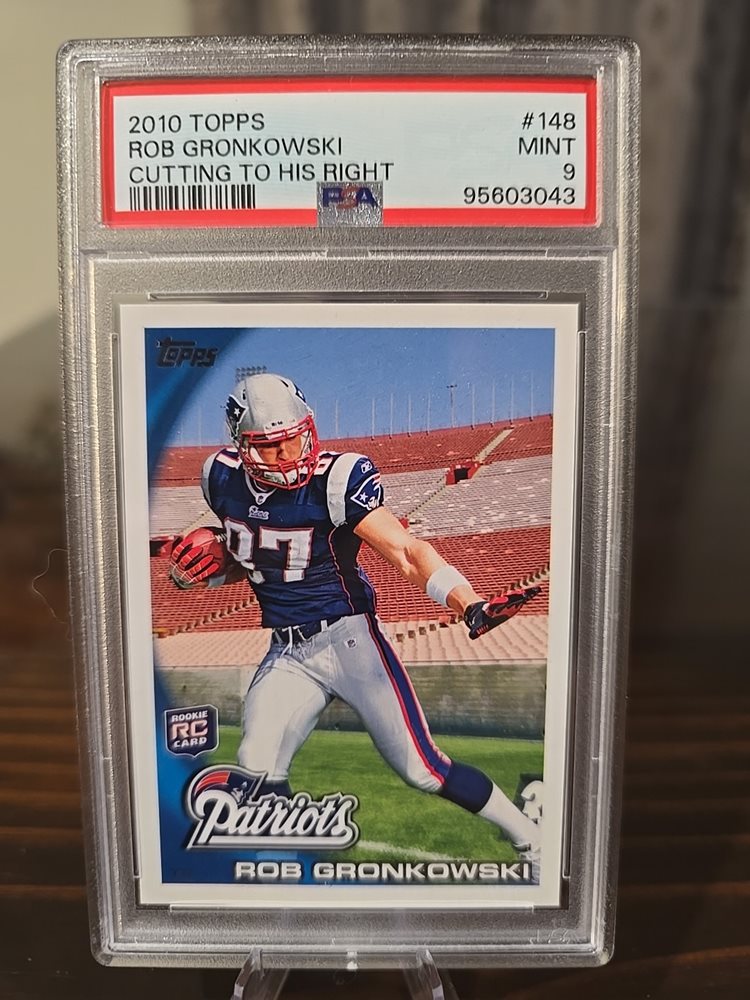 2010 TOPPS #148
ROB GRONKOWSKI MINT
CUTTING TO HIS RIGHT 9
PSA 95603043
Topps
87
87
ROOKIE
RC
CARD
Patriots
ROB GRONKOWSKI